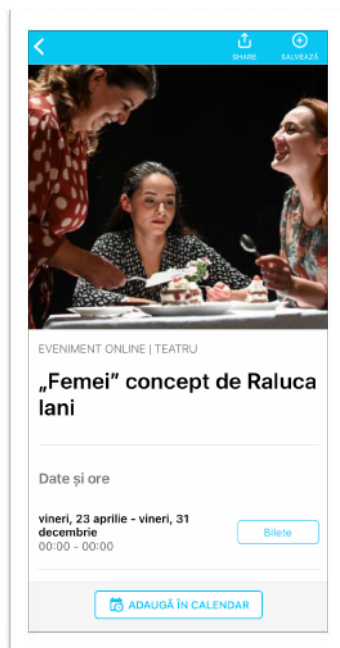 SHARE
SALVEAZĂ
EVENIMENT ONLINE | TEATRU
„Femei” concept de Raluca
Iani
Date și ore
vineri, 23 aprilie - vineri, 31
decembrie
00:00 - 00:00
Bilete
ADAUGĂ ÎN CALENDAR